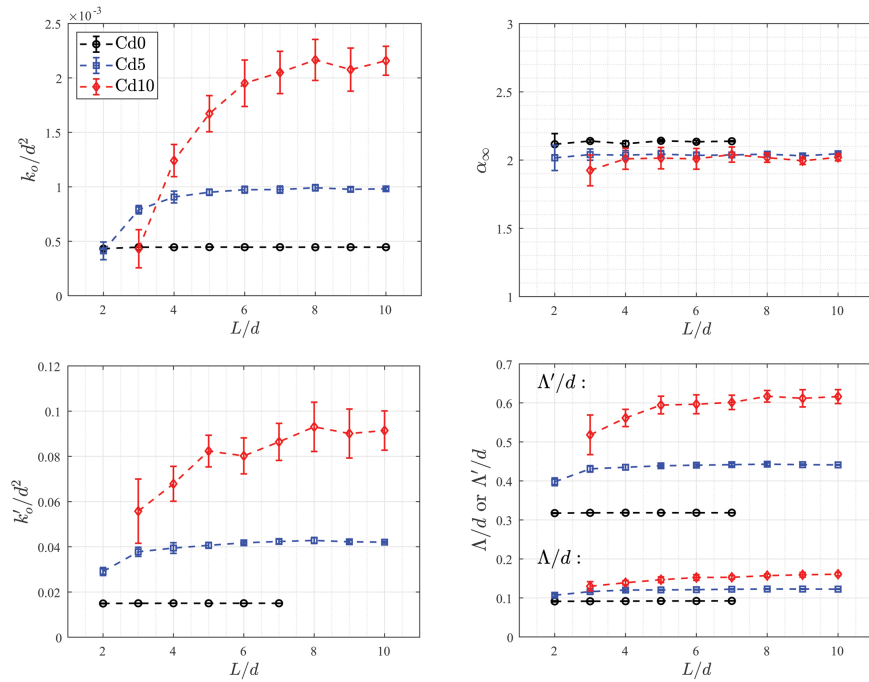 ×10⁻³
2.5
2
1.5
1
0.5
0
kₒ/d²
Cd0
Cd5
Cd10
2 4 6 8 10
L/d
3
2.5
2
1.5
1
α∞
2 4 6 8 10
L/d
0.12
0.1
0.08
0.06
0.04
0.02
0
k′ₒ/d²
2 4 6 8 10
L/d
0.7
0.6
0.5
0.4
0.3
0.2
0.1
0
Λ/d or Λ′/d
Λ′/d :
Λ/d :
2 4 6 8 10
L/d